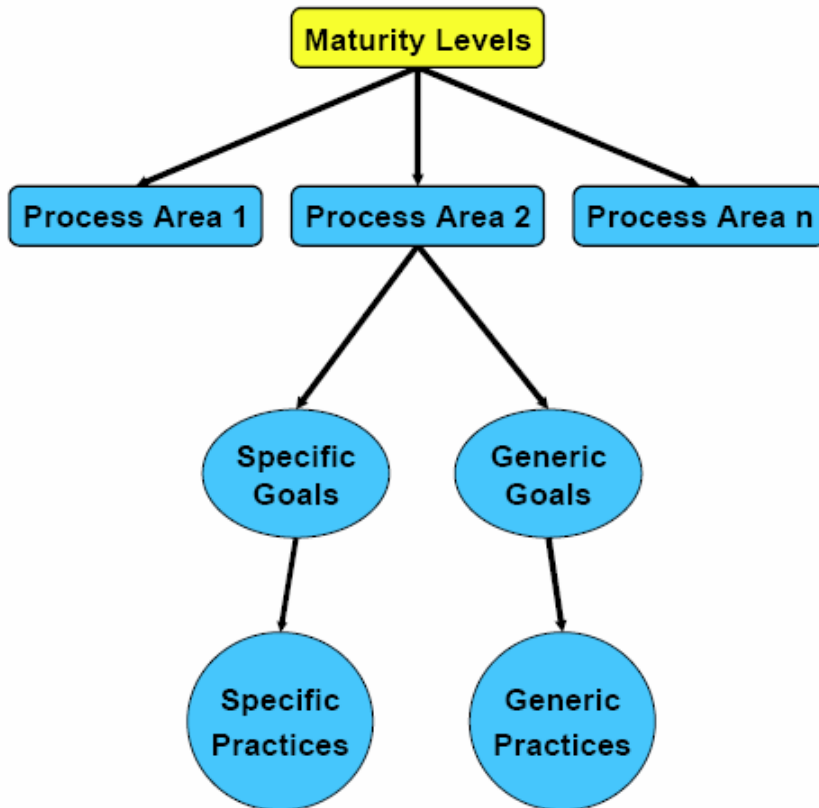 Maturity Levels
Process Area 1
Process Area 2
Process Area n
Specific
Goals
Generic
Goals
Specific
Practices
Generic
Practices